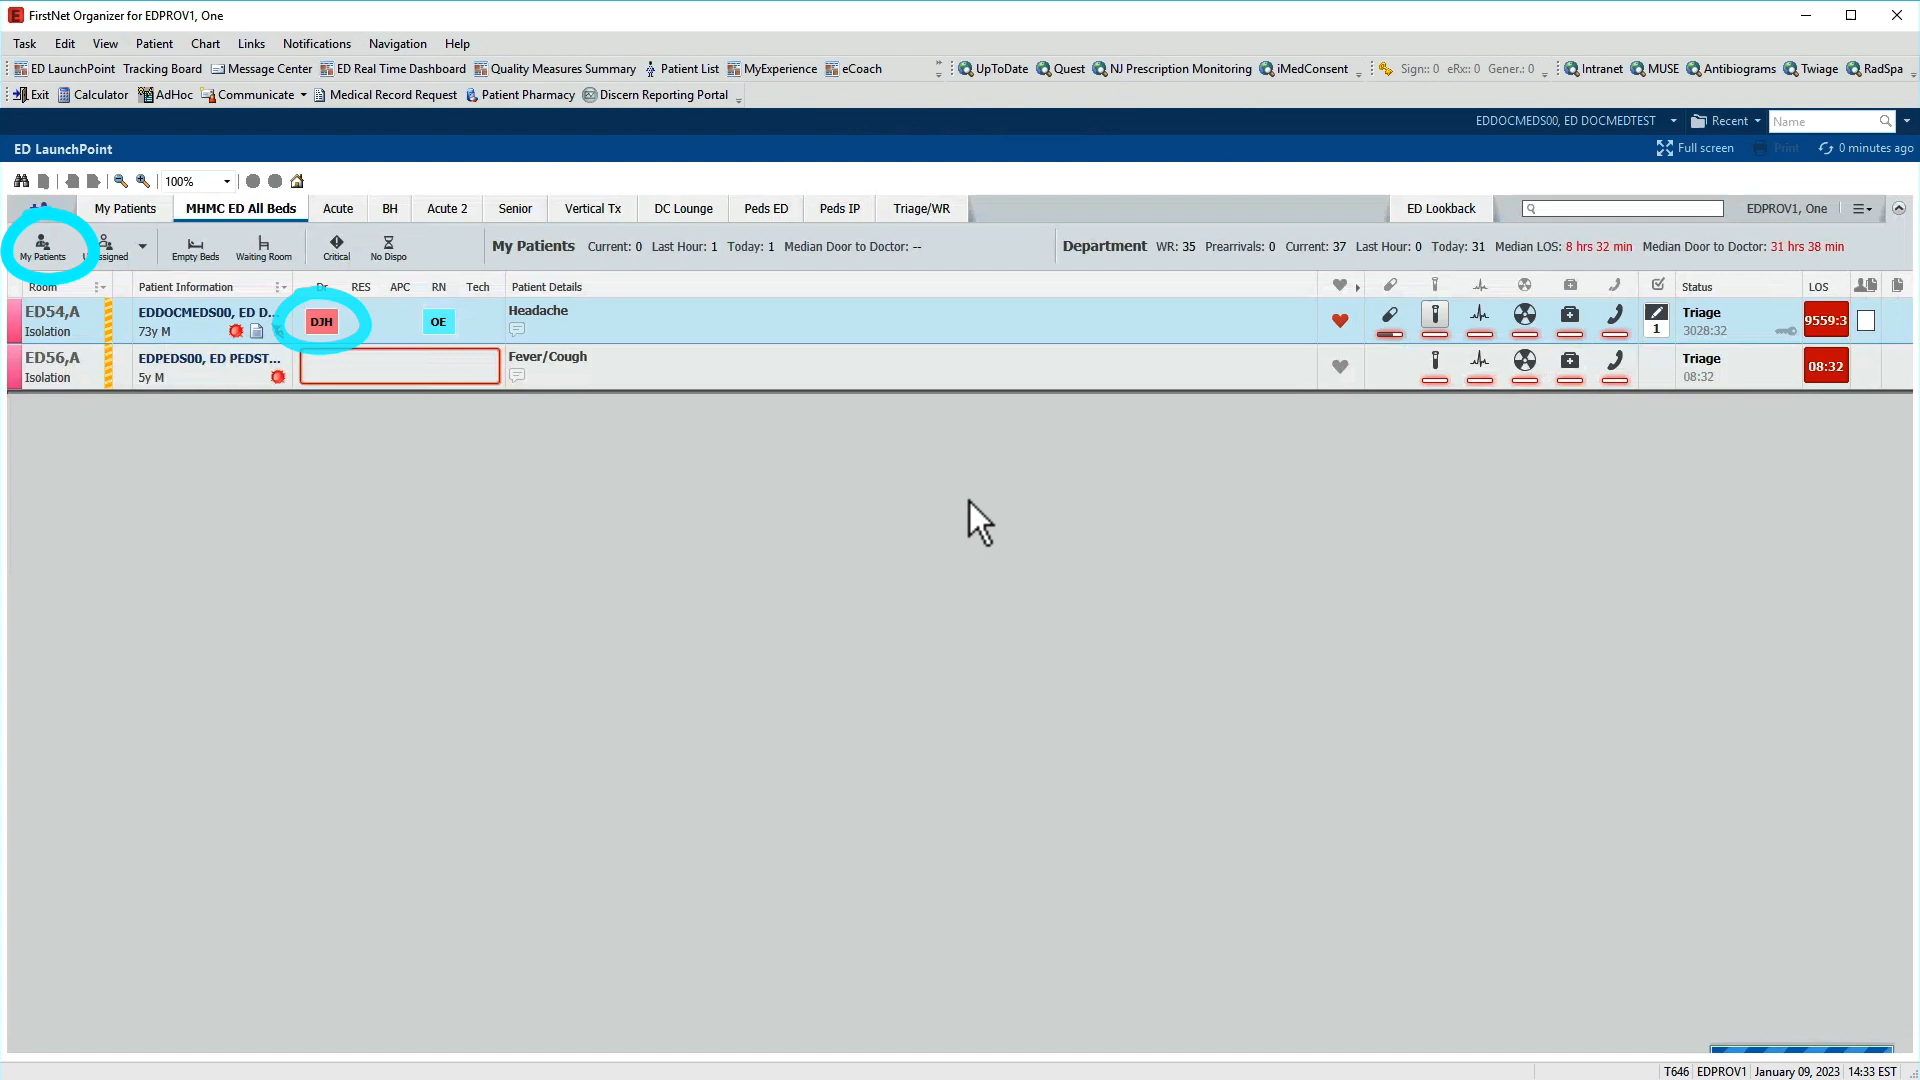 FirstNet Organizer for EDPROV1, One
Task Edit View Patient Chart Links Notifications Navigation Help
ED LaunchPoint Tracking Board Message Center ED Real Time Dashboard Quality Measures Summary Patient List MyExperience eCoach UpToDate Quest NJ Prescription Monitoring iMedConsent Sign:: 0 eRx:: 0 Gener.: 0 Intranet MUSE Antibiograms Twiage RadSpa
Exit Calculator AdHoc Communicate Medical Record Request Patient Pharmacy Discern Reporting Portal
EDDOCMEDS00, ED DOCMEDTEST Recent Name
ED LaunchPoint Full screen Print 0 minutes ago
100%
My Patients MHMC ED All Beds Acute BH Acute 2 Senior Vertical Tx DC Lounge Peds ED Peds IP Triage/WR ED Lookback EDPROV1, One
My Patients Empty Beds Waiting Room Critical No Dispo My Patients Current: 0 Last Hour: 1 Today: 1 Median Door to Doctor: -- Department WR: 35 Prearrivals: 0 Current: 37 Last Hour: 0 Today: 31 Median LOS: 8 hrs 32 min Median Door to Doctor: 31 hrs 38 min
Room Patient Information Dr RES APC RN Tech Patient Details Status LOS
ED54,A EDDOCMEDS00, ED D... DJH OE Headache Triage 9559:3
Isolation 73y M 1 3028:32
ED56,A EDPEDS00, ED PEDST... Fever/Cough Triage 08:32
Isolation 5y M 08:32
T646 EDPROV1 January 09, 2023 14:33 EST